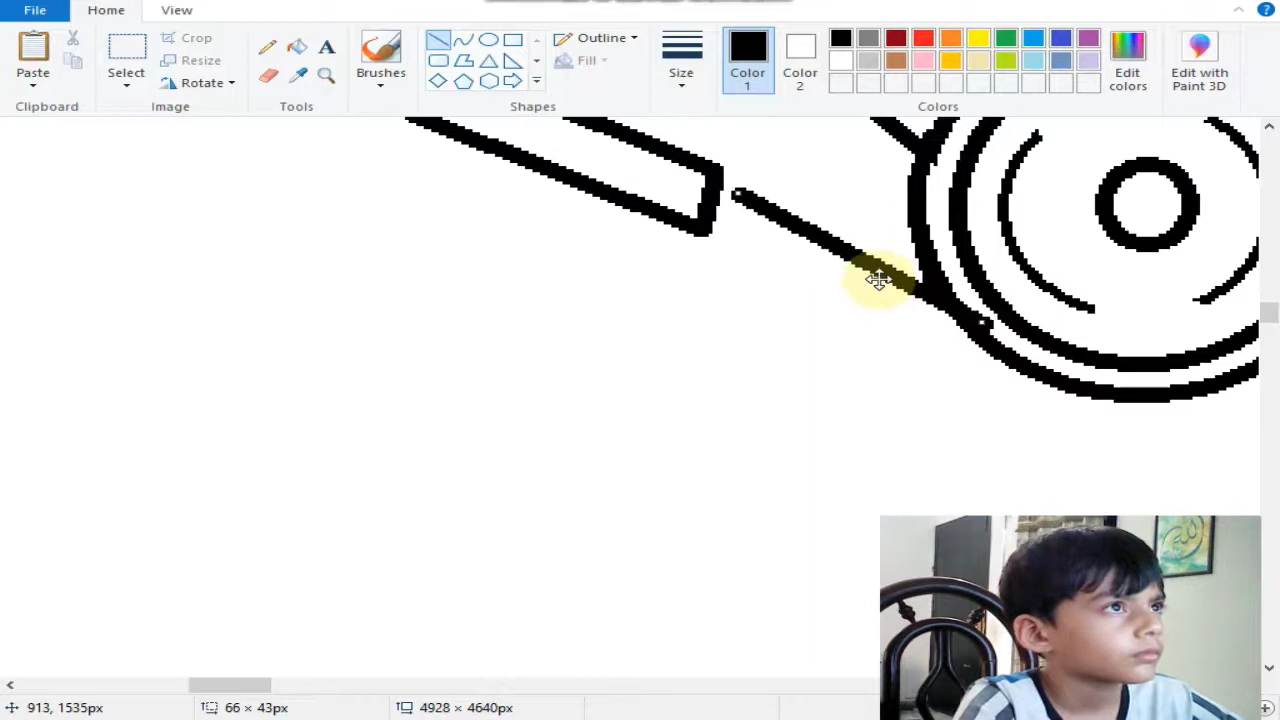 File
Home
View
Paste
Clipboard
Select
Crop
Resize
Rotate
Image
A
Tools
Brushes
Outline
Fill
Shapes
Size
Color 1
Color 2
Edit colors
Colors
Edit with Paint 3D
913, 1535px
66 × 43px
4928 × 4640px